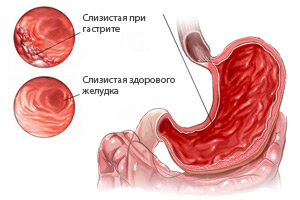 Слизистая при
гастрите
Слизистая здорового
желудка